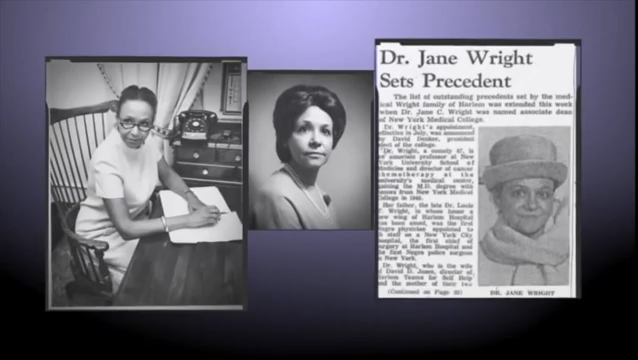 Dr. Jane Wright
Sets Precedent
The list of outstanding precedents set by the med-
ical Wright family of Harlem was extended this week
when Dr. Jane C. Wright was named associate dean
of New York Medical College.
Dr. Wright's appointment,
effective in July, was announced
by David Denker, president
elect of the college.
Dr. Wright, a comely 47, is
an associate professor at New
York University School of
Medicine and director of cancer
chemotherapy at the
university's medical center,
gaining the M.D. degree with
honors from New York Medical
College in 1945.
Her father, the late Dr. Louis
T. Wright, in whose honor a
new wing of Harlem Hospital
has been named, was the first
Negro physician appointed to
staff on a New York City
hospital, the first chief of
surgery at Harlem Hospital and
the first Negro police surgeon
in New York.
Dr. Wright, who is the wife
of David D. Jones, director of
Harlem Teams for Self Help
and the mother of their two
(Continued on Page
DR. JANE WRIGHT